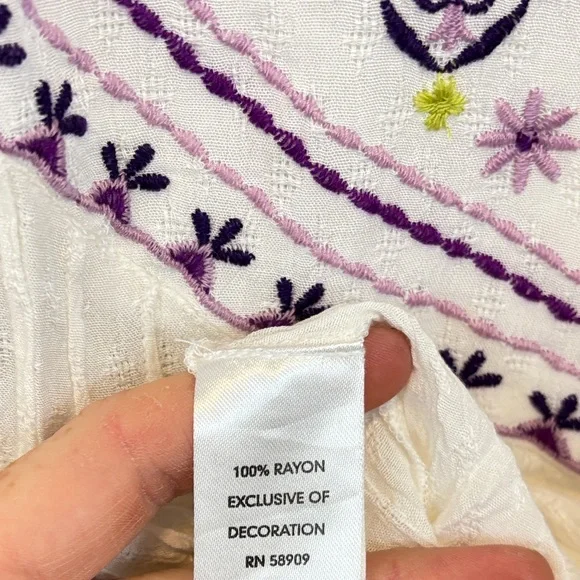 100% RAYON
EXCLUSIVE OF
DECORATION
RN 58909